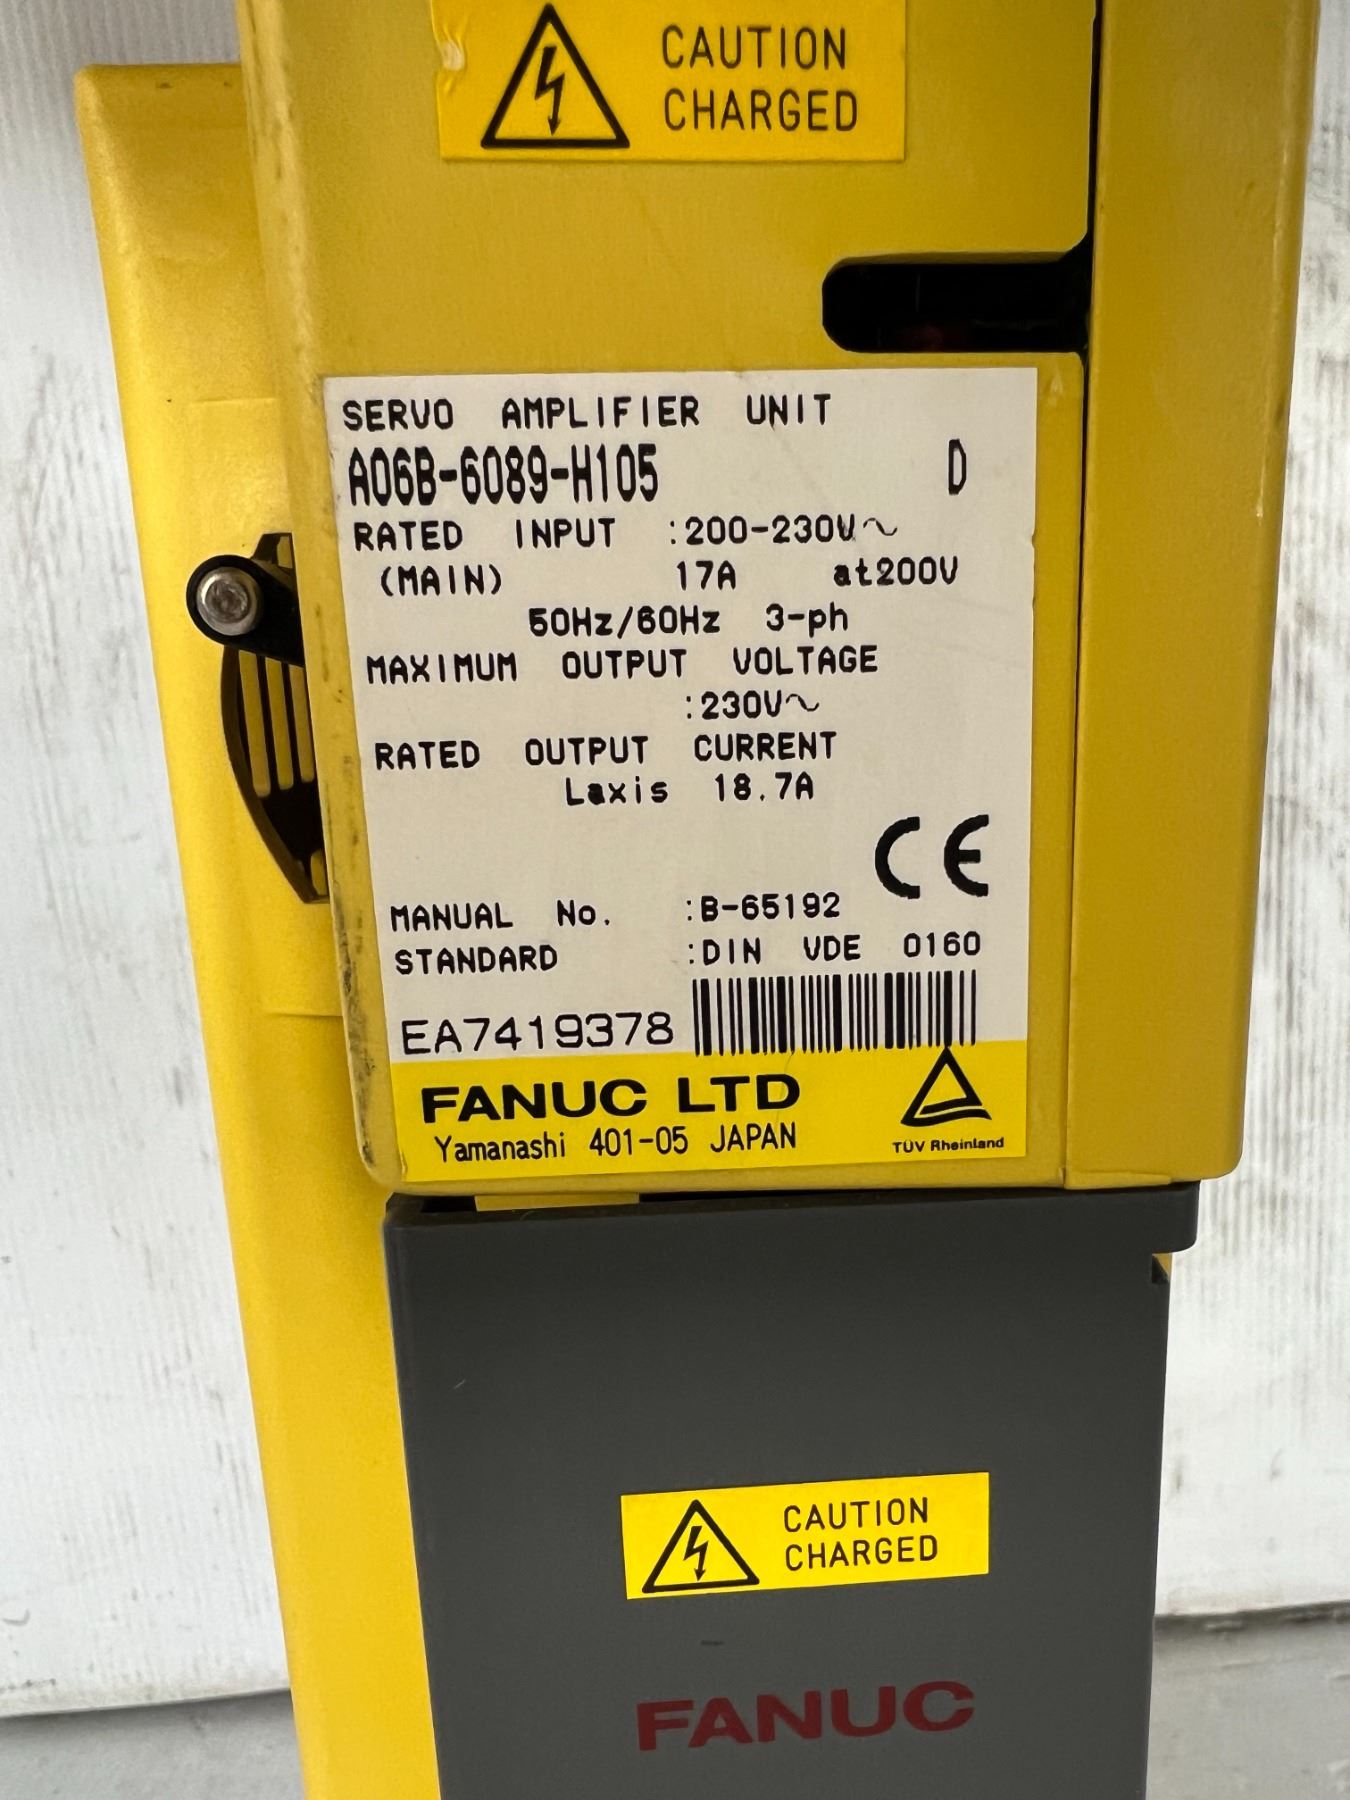 CAUTION
CHARGED
SERVO AMPLIFIER UNIT
A06B-6089-H105 D
RATED INPUT :200-230V~
(MAIN) 17A at200V
50Hz/60Hz 3-ph
MAXIMUM OUTPUT VOLTAGE
:230V~
RATED OUTPUT CURRENT
Laxis 18.7A
CE
MANUAL No. :B-65192
STANDARD :DIN VDE 0160
EA7419378
FANUC LTD
Yamanashi 401-05 JAPAN
TÜV Rheinland
CAUTION
CHARGED
FANUC